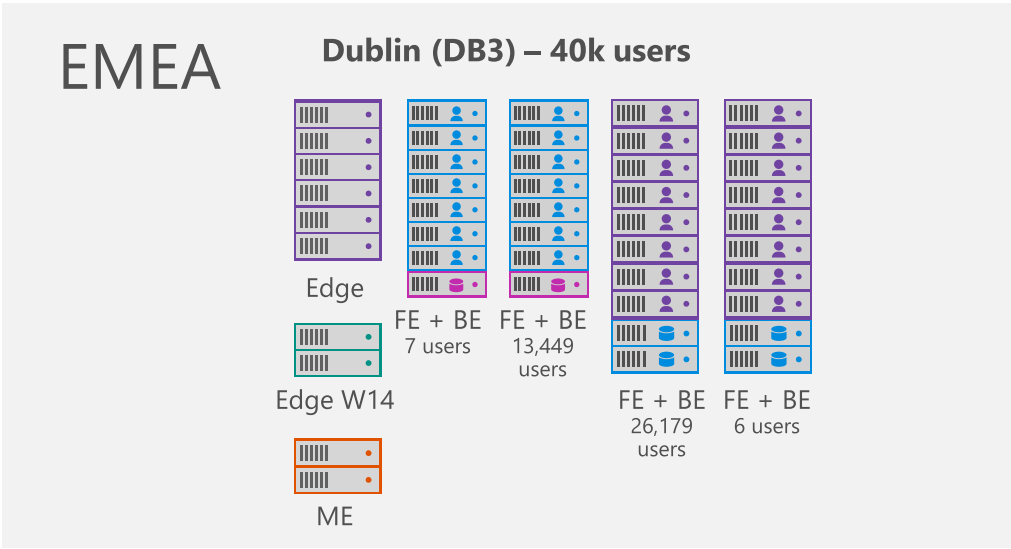 EMEA
Dublin (DB3) – 40k users
Edge
FE + BE
7 users
FE + BE
13,449
users
Edge W14
FE + BE
26,179
users
FE + BE
6 users
ME